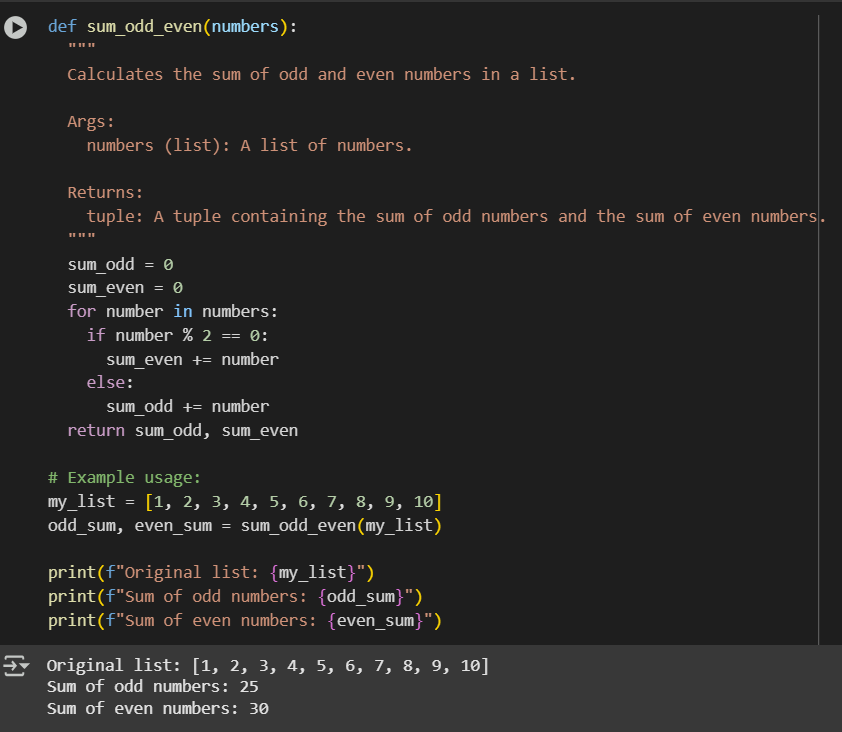 def sum_odd_even(numbers):
  """
  Calculates the sum of odd and even numbers in a list.

  Args:
    numbers (list): A list of numbers.

  Returns:
    tuple: A tuple containing the sum of odd numbers and the sum of even numbers.
  """
  sum_odd = 0
  sum_even = 0
  for number in numbers:
    if number % 2 == 0:
      sum_even += number
    else:
      sum_odd += number
  return sum_odd, sum_even

# Example usage:
my_list = [1, 2, 3, 4, 5, 6, 7, 8, 9, 10]
odd_sum, even_sum = sum_odd_even(my_list)

print(f"Original list: {my_list}")
print(f"Sum of odd numbers: {odd_sum}")
print(f"Sum of even numbers: {even_sum}")
Original list: [1, 2, 3, 4, 5, 6, 7, 8, 9, 10]
Sum of odd numbers: 25
Sum of even numbers: 30